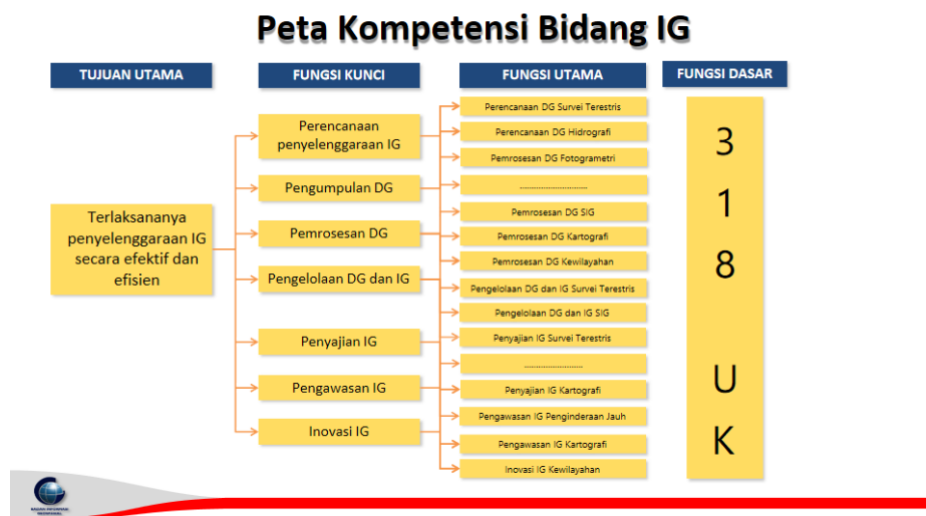 Peta Kompetensi Bidang IG
TUJUAN UTAMA
FUNGSI KUNCI
FUNGSI UTAMA
FUNGSI DASAR
Terlaksananya
penyelenggaraan IG
secara efektif dan
efisien
Perencanaan
penyelenggaraan IG
Pengumpulan DG
Pemrosesan DG
Pengelolaan DG dan IG
Penyajian IG
Pengawasan IG
Inovasi IG
Perencanaan DG Survei Terestris
Perencanaan DG Hidrografi
Pemrosesan DG Fotogrametri
................................
Pemrosesan DG SIG
Pemrosesan DG Kartografi
Pemrosesan DG Kewilayahan
Pengelolaan DG dan IG Survei Terestris
Pengelolaan DG dan IG SIG
Penyajian IG Survei Terestris
............................
Penyajian IG Kartografi
Pengawasan IG Penginderaan Jauh
Pengawasan IG Kartografi
Inovasi IG Kewilayahan
3
1
8
U
K
BADAN INFORMASI
GEOSPASIAL